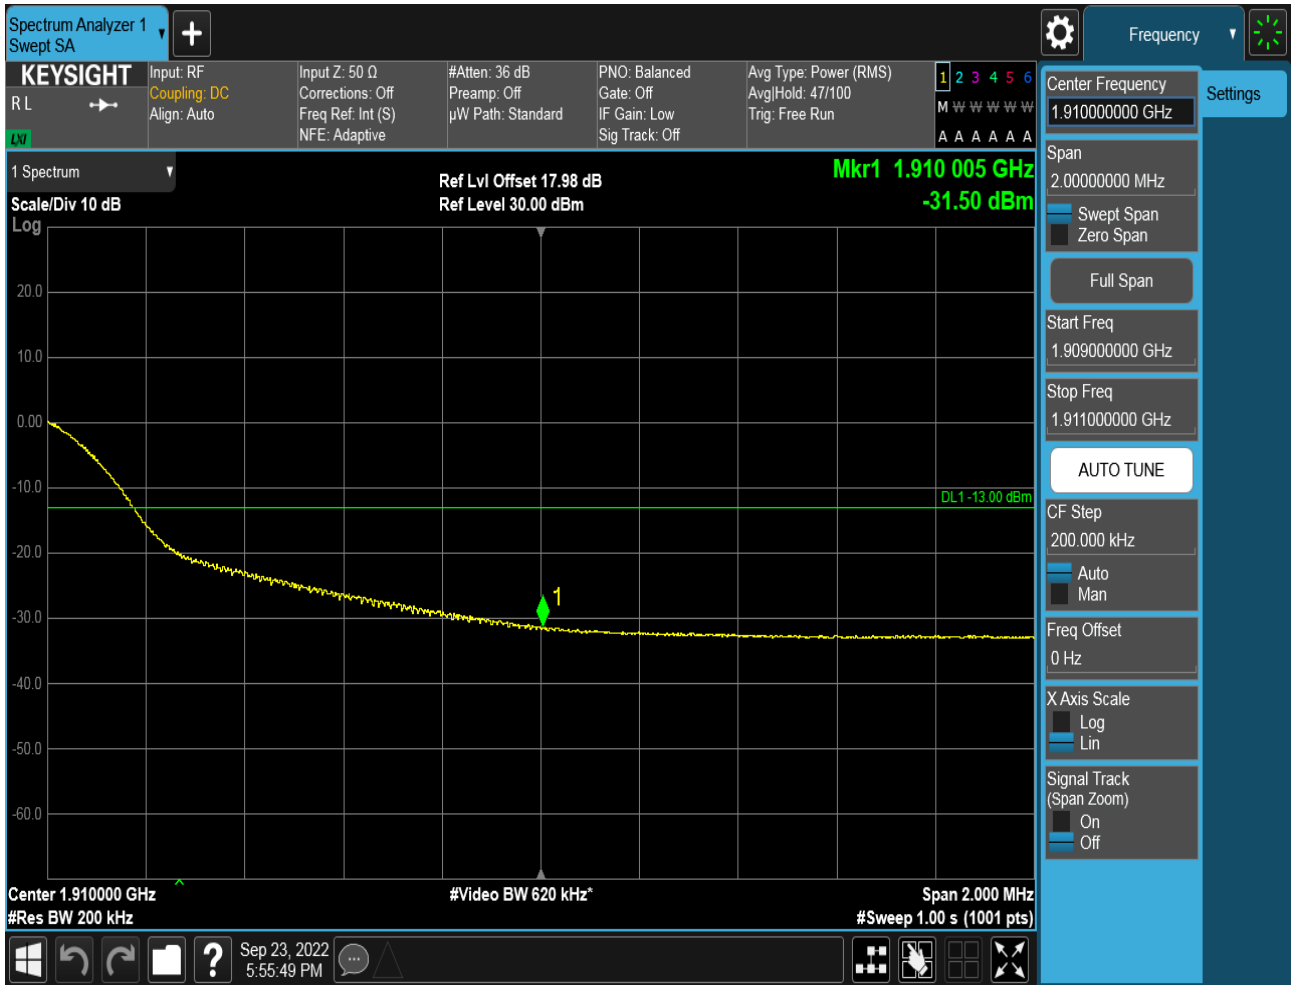 Spectrum Analyzer 1
Swept SA
Frequency
KEYSIGHT
R L
LXI
Input: RF
Coupling: DC
Align: Auto
Input Z: 50 Ω
Corrections: Off
Freq Ref: Int (S)
NFE: Adaptive
#Atten: 36 dB
Preamp: Off
µW Path: Standard
PNO: Balanced
Gate: Off
IF Gain: Low
Sig Track: Off
Avg Type: Power (RMS)
Avg|Hold: 47/100
Trig: Free Run
1 2 3 4 5 6
M W W W W W
A A A A A A
1 Spectrum
Scale/Div 10 dB
Log
Ref Lvl Offset 17.98 dB
Ref Level 30.00 dBm
Mkr1 1.910 005 GHz
-31.50 dBm
20.0
10.0
0.00
-10.0
-20.0
-30.0
-40.0
-50.0
-60.0
DL1 -13.00 dBm
1
Center 1.910000 GHz
#Res BW 200 kHz
#Video BW 620 kHz*
Span 2.000 MHz
#Sweep 1.00 s (1001 pts)
Center Frequency
1.910000000 GHz
Settings
Span
2.00000000 MHz
Swept Span
Zero Span
Full Span
Start Freq
1.909000000 GHz
Stop Freq
1.911000000 GHz
AUTO TUNE
CF Step
200.000 kHz
Auto
Man
Freq Offset
0 Hz
X Axis Scale
Log
Lin
Signal Track
(Span Zoom)
On
Off
Sep 23, 2022
5:55:49 PM